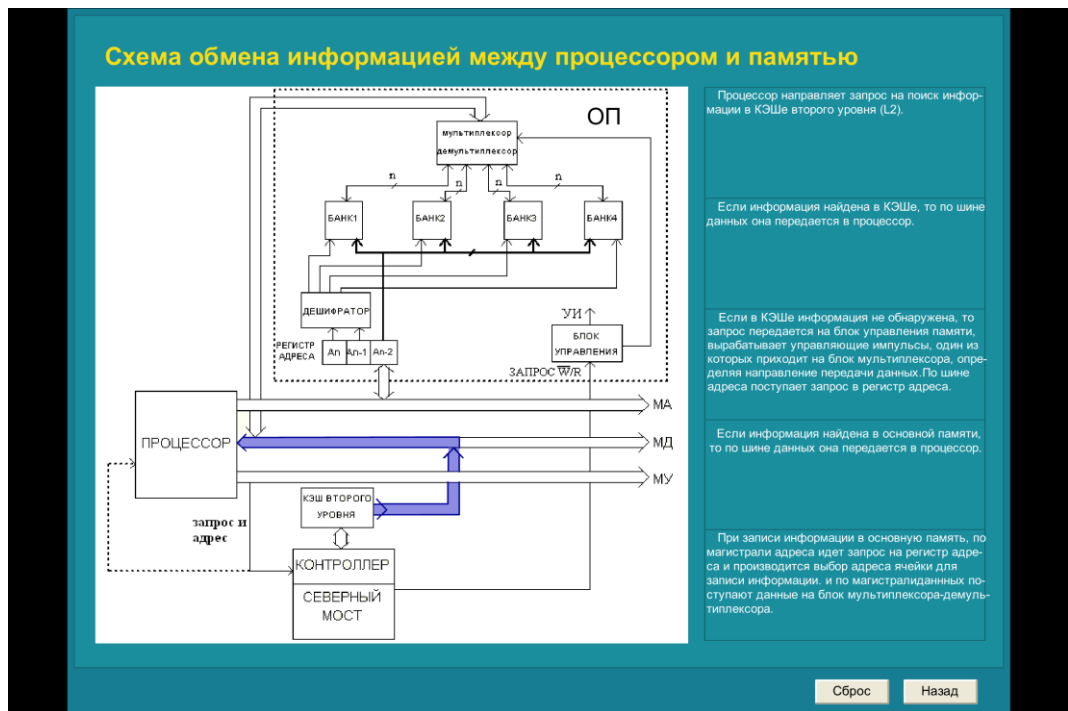 Схема обмена информацией между процессором и памятью
ОП
мультиплексор
демультиплексор
n
n
n
n
БАНК1
БАНК2
БАНК3
БАНК4
ДЕШИФРАТОР
РЕГИСТР
АДРЕСА
An
An-1
An-2
УИ
БЛОК
УПРАВЛЕНИЯ
ЗАПРОС W̅/R
МА
ПРОЦЕССОР
МД
МУ
КЭШ ВТОРОГО
УРОВНЯ
запрос и
адрес
КОНТРОЛЛЕР
СЕВЕРНЫЙ
МОСТ
Процессор направляет запрос на поиск инфор-
мации в КЭШе второго уровня (L2).
Если информация найдена в КЭШе, то по шине
данных она передается в процессор.
Если в КЭШе информация не обнаружена, то
запрос передается на блок управления памяти,
вырабатывает управляющие импульсы, один из
которых приходит на блок мультиплексора, опре-
деляя направление передачи данных.По шине
адреса поступает запрос в регистр адреса.
Если информация найдена в основной памяти,
то по шине данных она передается в процессор.
При записи информации в основную память, по
магистрали адреса идет запрос на регистр адре-
са и производится выбор адреса ячейки для
записи информации. и по магистралиданнных по-
ступают данные на блок мультиплексора-демуль-
типлексора.
Сброс
Назад